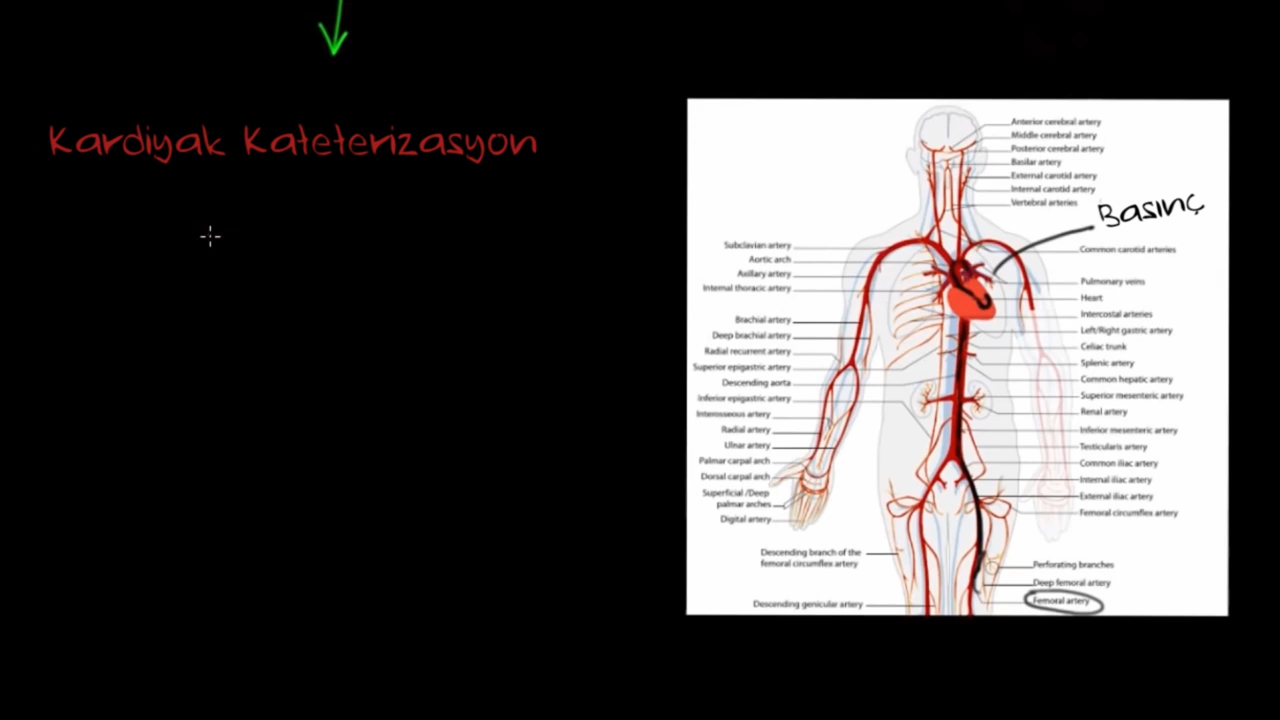 Kardiyak Kateterizasyon
Anterior cerebral artery
Middle cerebral artery
Posterior cerebral artery
Basilar artery
External carotid artery
Internal carotid artery
Vertebral arteries
Basınç
Common carotid arteries
Pulmonary veins
Heart
Intercostal arteries
Left/Right gastric artery
Celiac trunk
Splenic artery
Common hepatic artery
Superior mesenteric artery
Renal artery
Inferior mesenteric artery
Testicularis artery
Common iliac artery
Internal iliac artery
External iliac artery
Femoral circumflex artery
Perforating branches
Deep femoral artery
Femoral artery
Subclavian artery
Aortic arch
Axillary artery
Internal thoracic artery
Brachial artery
Deep brachial artery
Radial recurrent artery
Superior epigastric artery
Descending aorta
Inferior epigastric artery
Interosseous artery
Radial artery
Ulnar artery
Palmar carpal arch
Dorsal carpal arch
Superficial /Deep
palmar arches
Digital artery
Descending branch of the
femoral circumflex artery
Descending genicular artery